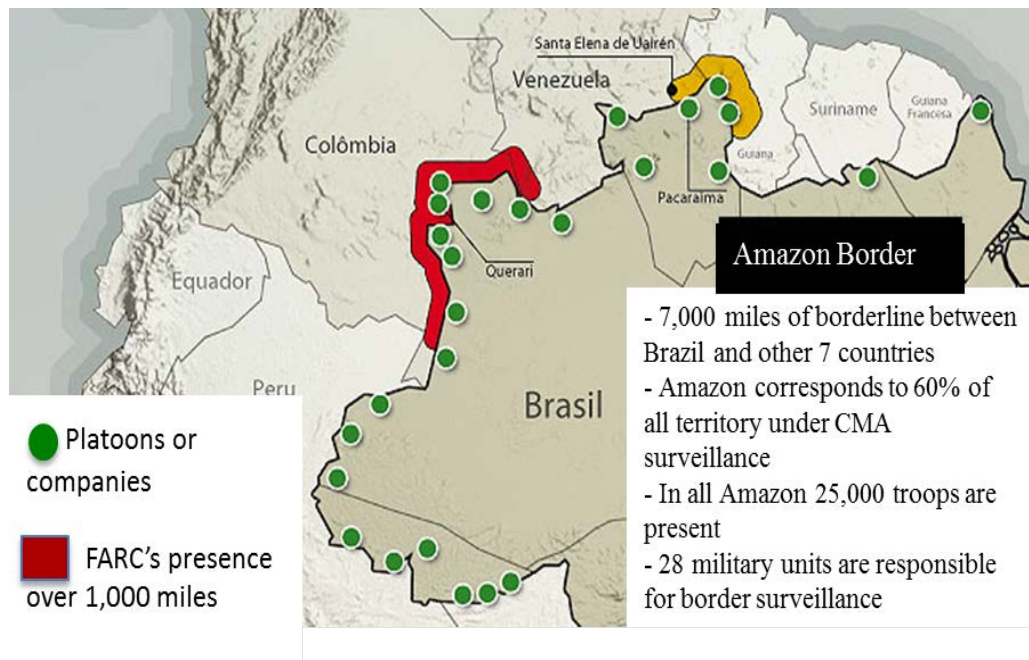 Santa Elena de Uairén
Venezuela
Suriname
Guiana
Francesa
Colômbia
Guiana
Pacaraima
Equador
Querari
Peru
Brasil
Amazon Border
- 7,000 miles of borderline between
Brazil and other 7 countries
- Amazon corresponds to 60% of
all territory under CMA
surveillance
- In all Amazon 25,000 troops are
present
- 28 military units are responsible
for border surveillance
Platoons or
companies
FARC's presence
over 1,000 miles